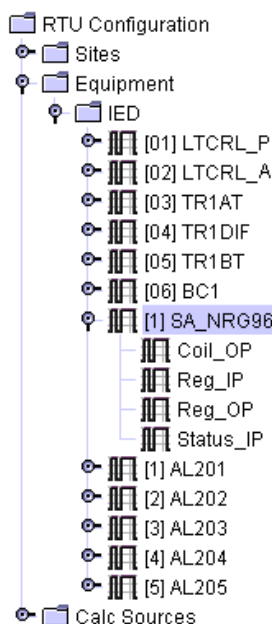 RTU Configuration
Sites
Equipment
IED
[01] LTCRL_P
[02] LTCRL_A
[03] TR1AT
[04] TR1DIF
[05] TR1BT
[06] BC1
[1] SA_NRG96
Coil_OP
Reg_IP
Reg_OP
Status_IP
[1] AL201
[2] AL202
[3] AL203
[4] AL204
[5] AL205
Calc Sources